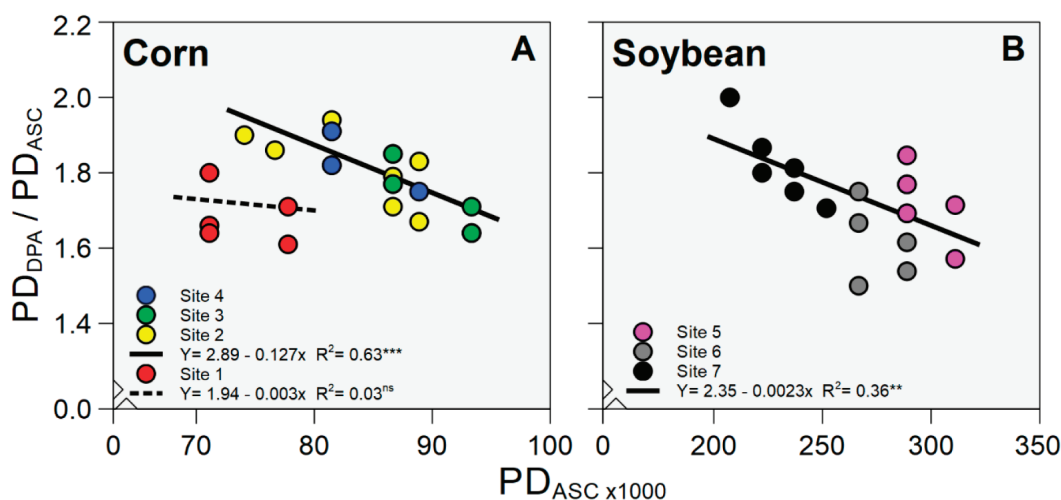 Corn A
Soybean B
PD_DPA / PD_ASC
2.2
2.0
1.8
1.6
1.4
0.0
Site 4
Site 3
Site 2
Y= 2.89 - 0.127x R²= 0.63***
Site 1
Y= 1.94 - 0.003x R²= 0.03ⁿˢ
Site 5
Site 6
Site 7
Y= 2.35 - 0.0023x R²= 0.36**
0 70 80 90 100
0 200 250 300 350
PD_ASC x1000